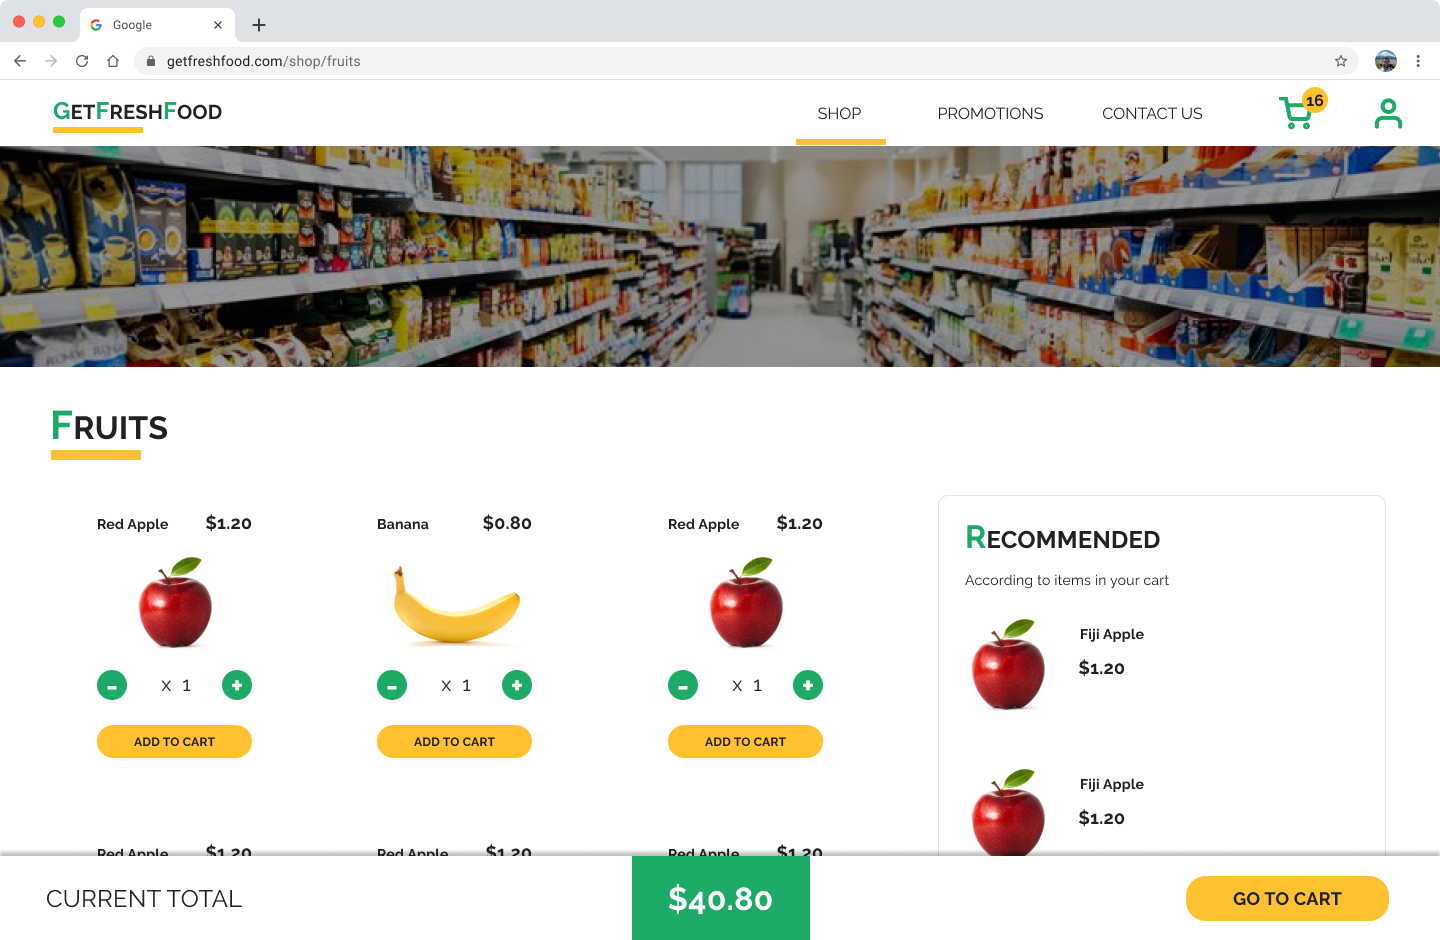 Google
getfreshfood.com/shop/fruits
GETFRESHFOOD
SHOP PROMOTIONS CONTACT US 16
FRUITS
Red Apple $1.20 Banana $0.80 Red Apple $1.20
RECOMMENDED
According to items in your cart
Fiji Apple
$1.20
- X 1 + - X 1 + - X 1 +
ADD TO CART ADD TO CART ADD TO CART
Fiji Apple
$1.20
Red Apple $1.20 Red Apple $1.20 Red Apple $1.20
CURRENT TOTAL $40.80 GO TO CART